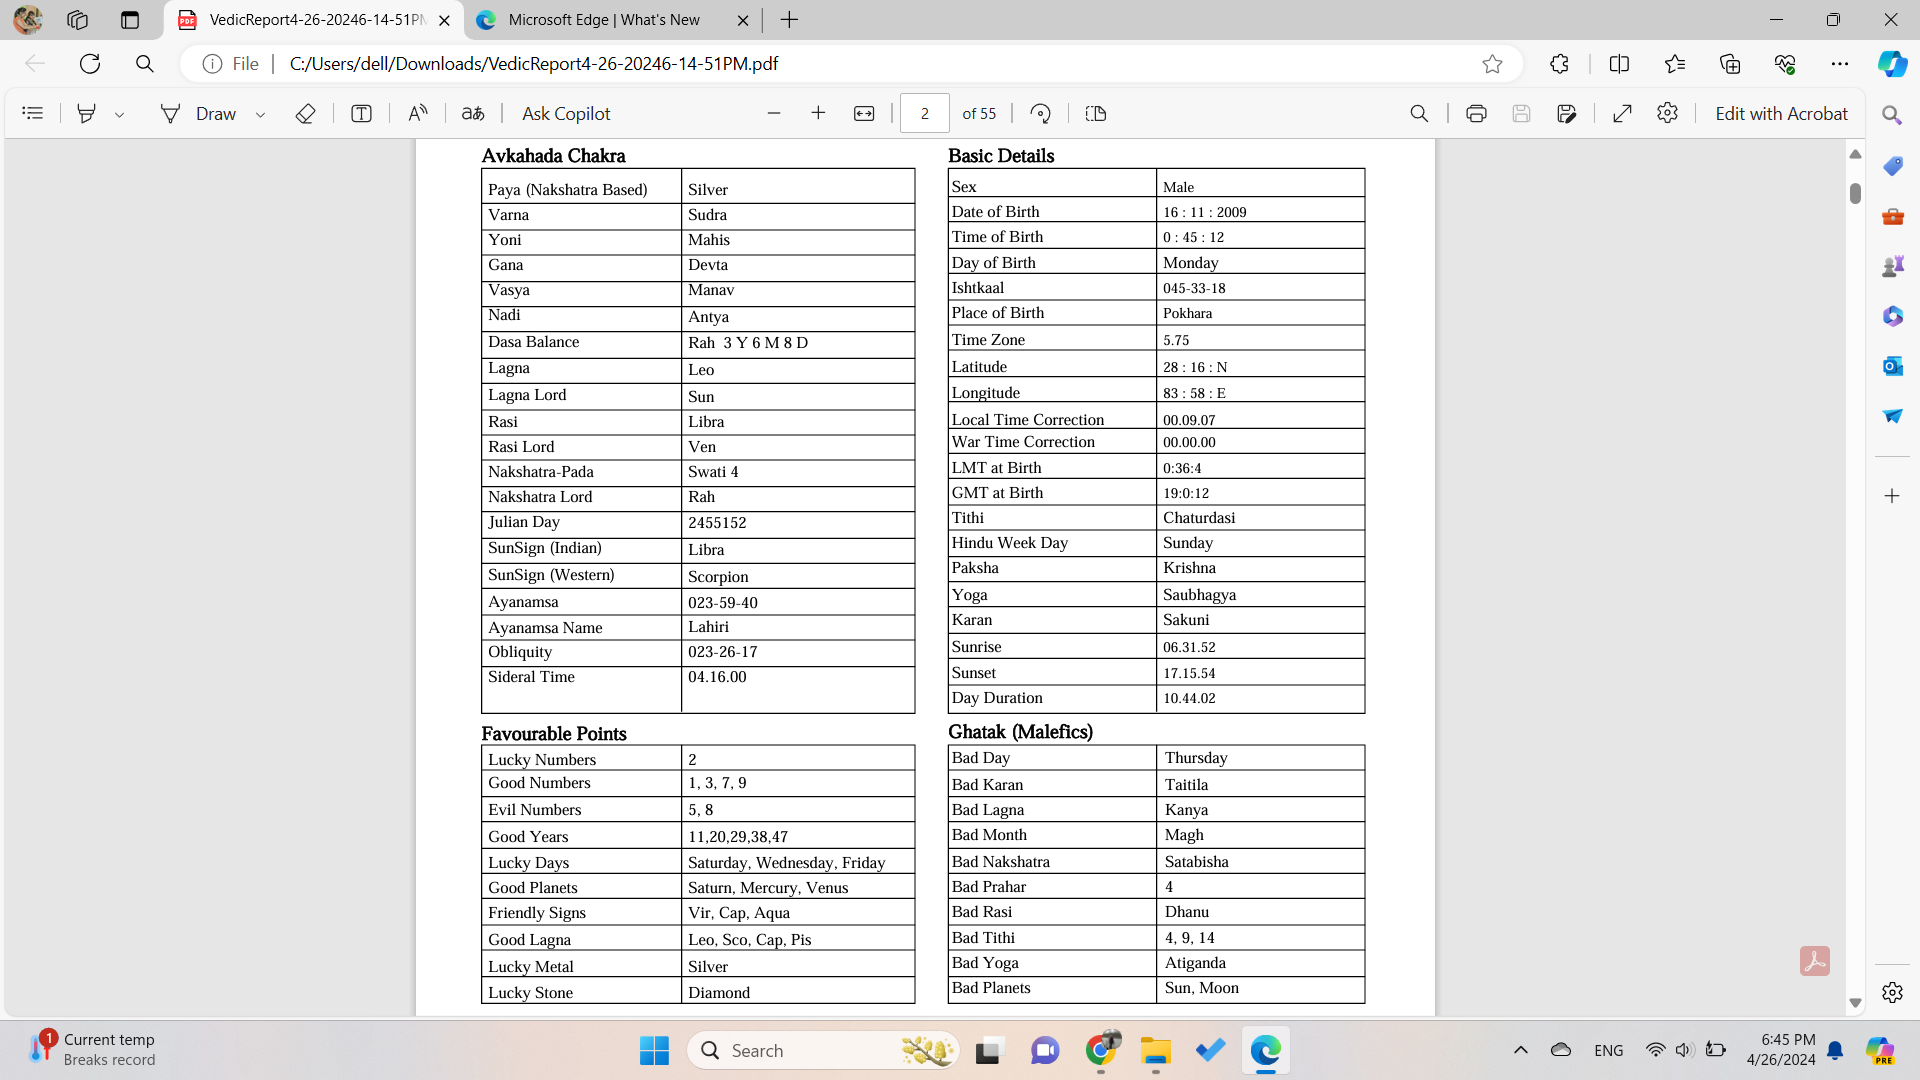 VedicReport4-26-20246-14-51PM
Microsoft Edge | What's New
File
C:/Users/dell/Downloads/VedicReport4-26-20246-14-51PM.pdf
Draw
aあ
Ask Copilot
2 of 55
Edit with Acrobat
Avkahada Chakra
Paya (Nakshatra Based) Silver
Varna Sudra
Yoni Mahis
Gana Devta
Vasya Manav
Nadi Antya
Dasa Balance Rah 3 Y 6 M 8 D
Lagna Leo
Lagna Lord Sun
Rasi Libra
Rasi Lord Ven
Nakshatra-Pada Swati 4
Nakshatra Lord Rah
Julian Day 2455152
SunSign (Indian) Libra
SunSign (Western) Scorpion
Ayanamsa 023-59-40
Ayanamsa Name Lahiri
Obliquity 023-26-17
Sideral Time 04.16.00
Basic Details
Sex Male
Date of Birth 16 : 11 : 2009
Time of Birth 0 : 45 : 12
Day of Birth Monday
Ishtkaal 045-33-18
Place of Birth Pokhara
Time Zone 5.75
Latitude 28 : 16 : N
Longitude 83 : 58 : E
Local Time Correction 00.09.07
War Time Correction 00.00.00
LMT at Birth 0:36:4
GMT at Birth 19:0:12
Tithi Chaturdasi
Hindu Week Day Sunday
Paksha Krishna
Yoga Saubhagya
Karan Sakuni
Sunrise 06.31.52
Sunset 17.15.54
Day Duration 10.44.02
Favourable Points
Lucky Numbers 2
Good Numbers 1, 3, 7, 9
Evil Numbers 5, 8
Good Years 11,20,29,38,47
Lucky Days Saturday, Wednesday, Friday
Good Planets Saturn, Mercury, Venus
Friendly Signs Vir, Cap, Aqua
Good Lagna Leo, Sco, Cap, Pis
Lucky Metal Silver
Lucky Stone Diamond
Ghatak (Malefics)
Bad Day Thursday
Bad Karan Taitila
Bad Lagna Kanya
Bad Month Magh
Bad Nakshatra Satabisha
Bad Prahar 4
Bad Rasi Dhanu
Bad Tithi 4, 9, 14
Bad Yoga Atiganda
Bad Planets Sun, Moon
1
Current temp
Breaks record
Search
ENG
6:45 PM
4/26/2024
PRE